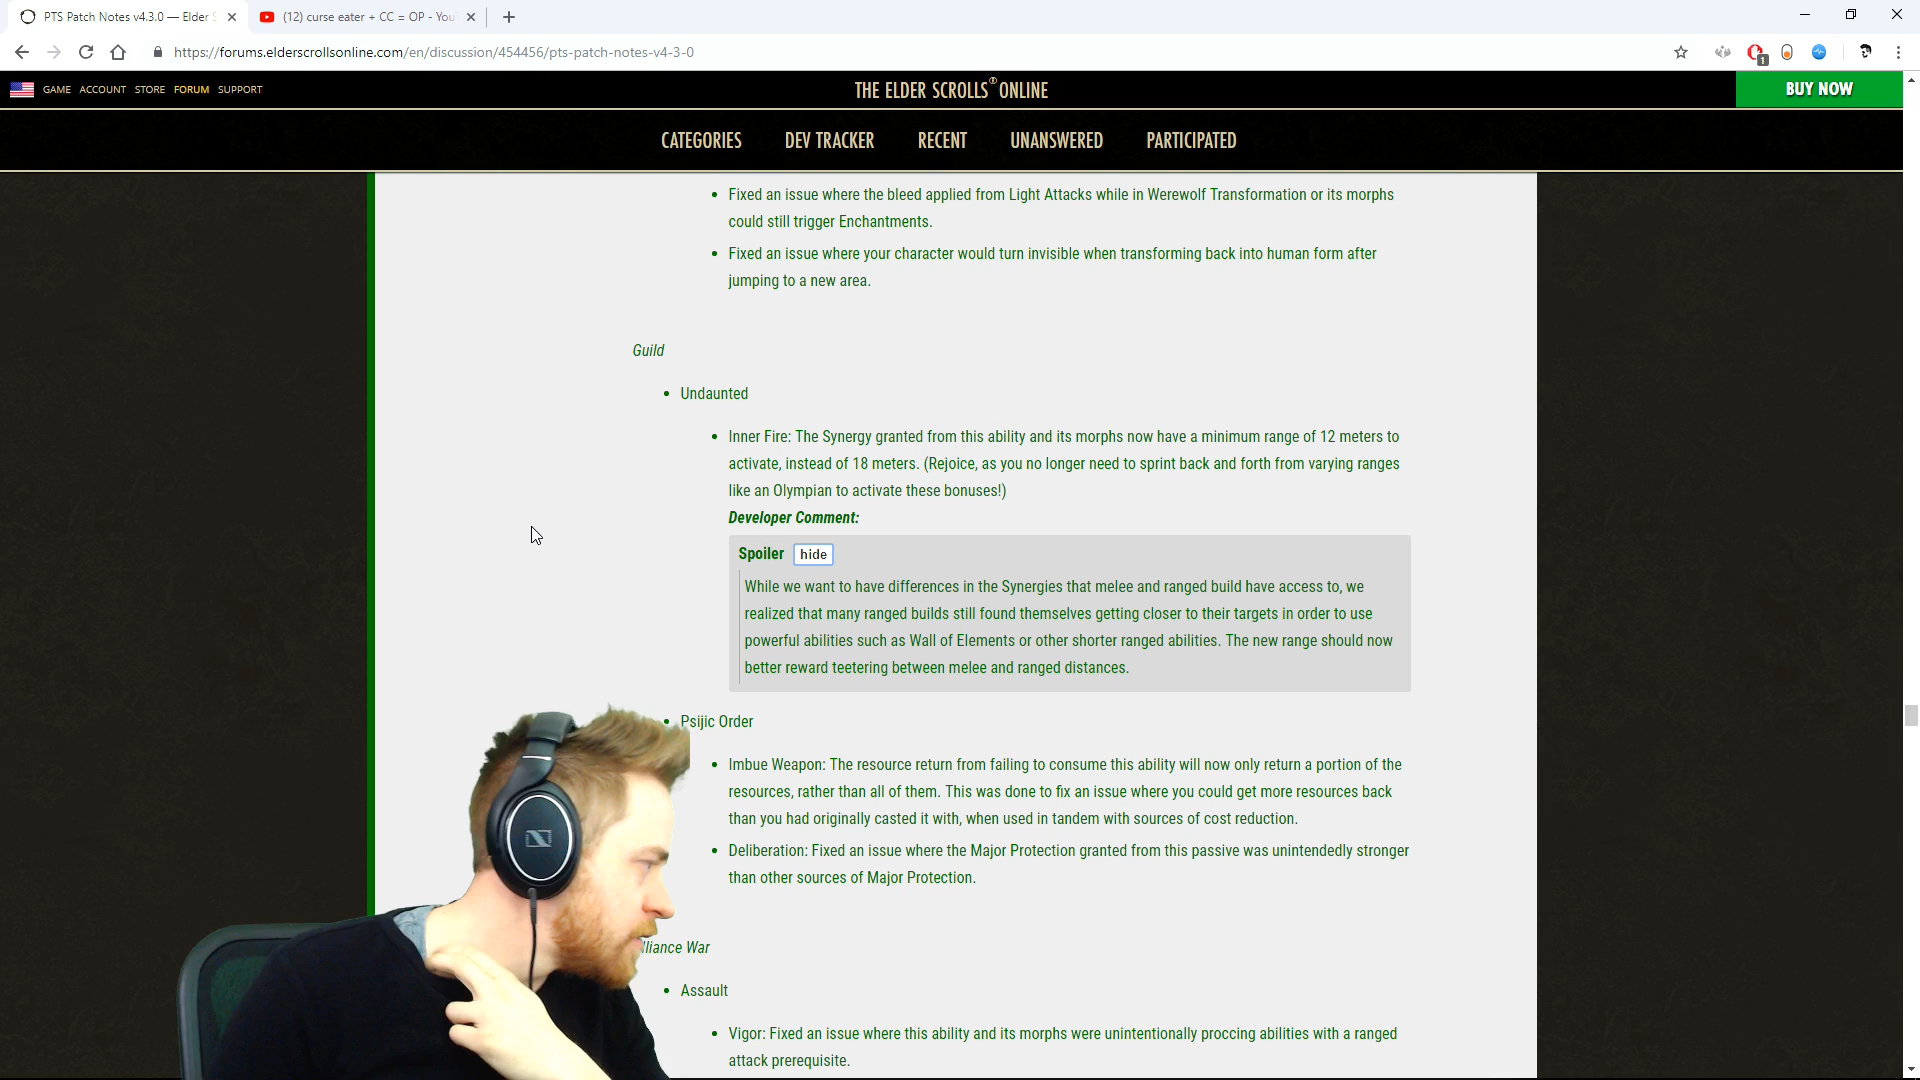 PTS Patch Notes v4.3.0 — Elder S
(12) curse eater + CC = OP - You
https://forums.elderscrollsonline.com/en/discussion/454456/pts-patch-notes-v4-3-0
1
GAME ACCOUNT STORE FORUM SUPPORT
THE ELDER SCROLLS ONLINE
BUY NOW
CATEGORIES DEV TRACKER RECENT UNANSWERED PARTICIPATED
• Fixed an issue where the bleed applied from Light Attacks while in Werewolf Transformation or its morphs
could still trigger Enchantments.
• Fixed an issue where your character would turn invisible when transforming back into human form after
jumping to a new area.
Guild
• Undaunted
• Inner Fire: The Synergy granted from this ability and its morphs now have a minimum range of 12 meters to
activate, instead of 18 meters. (Rejoice, as you no longer need to sprint back and forth from varying ranges
like an Olympian to activate these bonuses!)
Developer Comment:
Spoiler hide
While we want to have differences in the Synergies that melee and ranged build have access to, we
realized that many ranged builds still found themselves getting closer to their targets in order to use
powerful abilities such as Wall of Elements or other shorter ranged abilities. The new range should now
better reward teetering between melee and ranged distances.
• Psijic Order
• Imbue Weapon: The resource return from failing to consume this ability will now only return a portion of the
resources, rather than all of them. This was done to fix an issue where you could get more resources back
than you had originally casted it with, when used in tandem with sources of cost reduction.
• Deliberation: Fixed an issue where the Major Protection granted from this passive was unintendedly stronger
than other sources of Major Protection.
lliance War
• Assault
• Vigor: Fixed an issue where this ability and its morphs were unintentionally proccing abilities with a ranged
attack prerequisite.